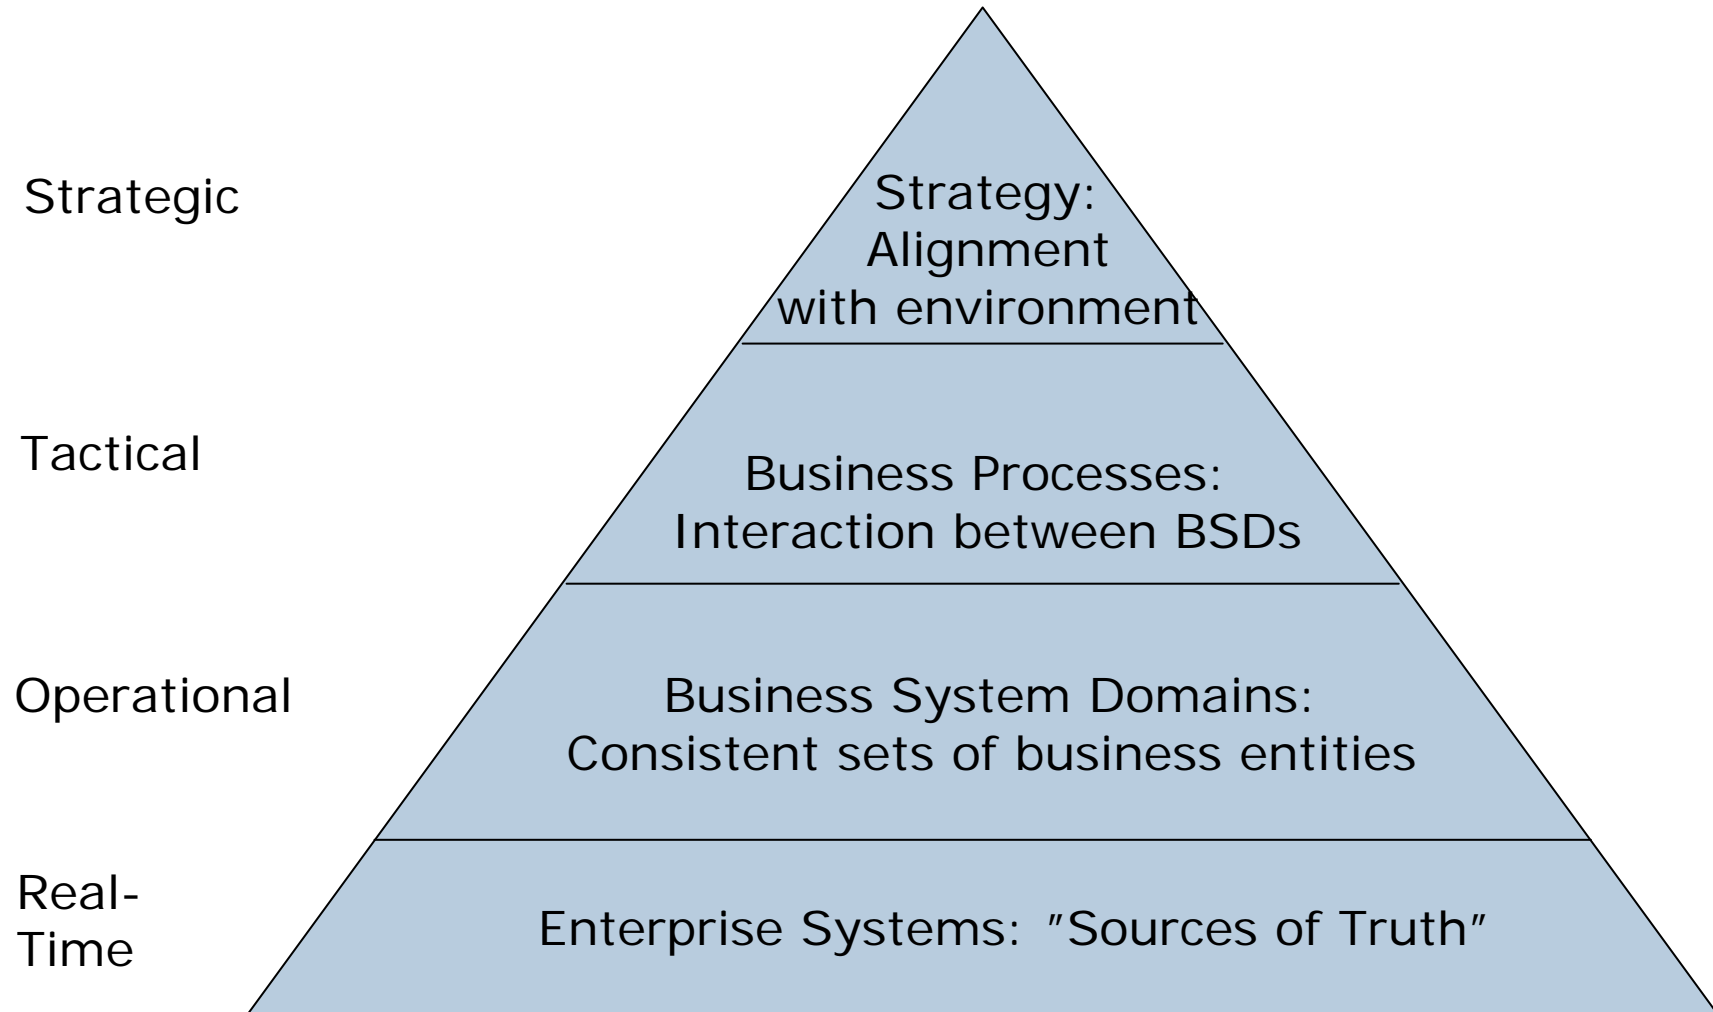 Strategic
Strategy:
Alignment
with environment
Tactical
Business Processes:
Interaction between BSDs
Operational
Business System Domains:
Consistent sets of business entities
Real-
Time
Enterprise Systems: "Sources of Truth"